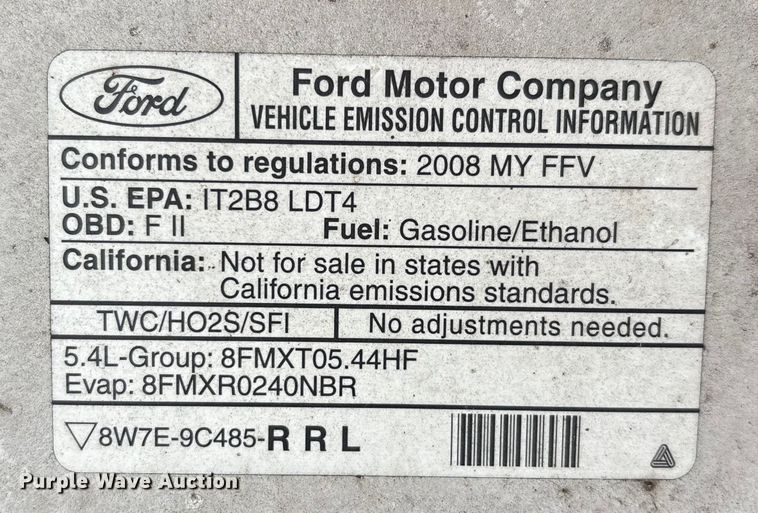 Ford
Ford Motor Company
VEHICLE EMISSION CONTROL INFORMATION
Conforms to regulations: 2008 MY FFV
U.S. EPA: IT2B8 LDT4
OBD: F II Fuel: Gasoline/Ethanol
California: Not for sale in states with
California emissions standards.
TWC/HO2S/SFI No adjustments needed.
5.4L-Group: 8FMXT05.44HF
Evap: 8FMXR0240NBR
▽8W7E-9C485-R R L
Purple Wave Auction